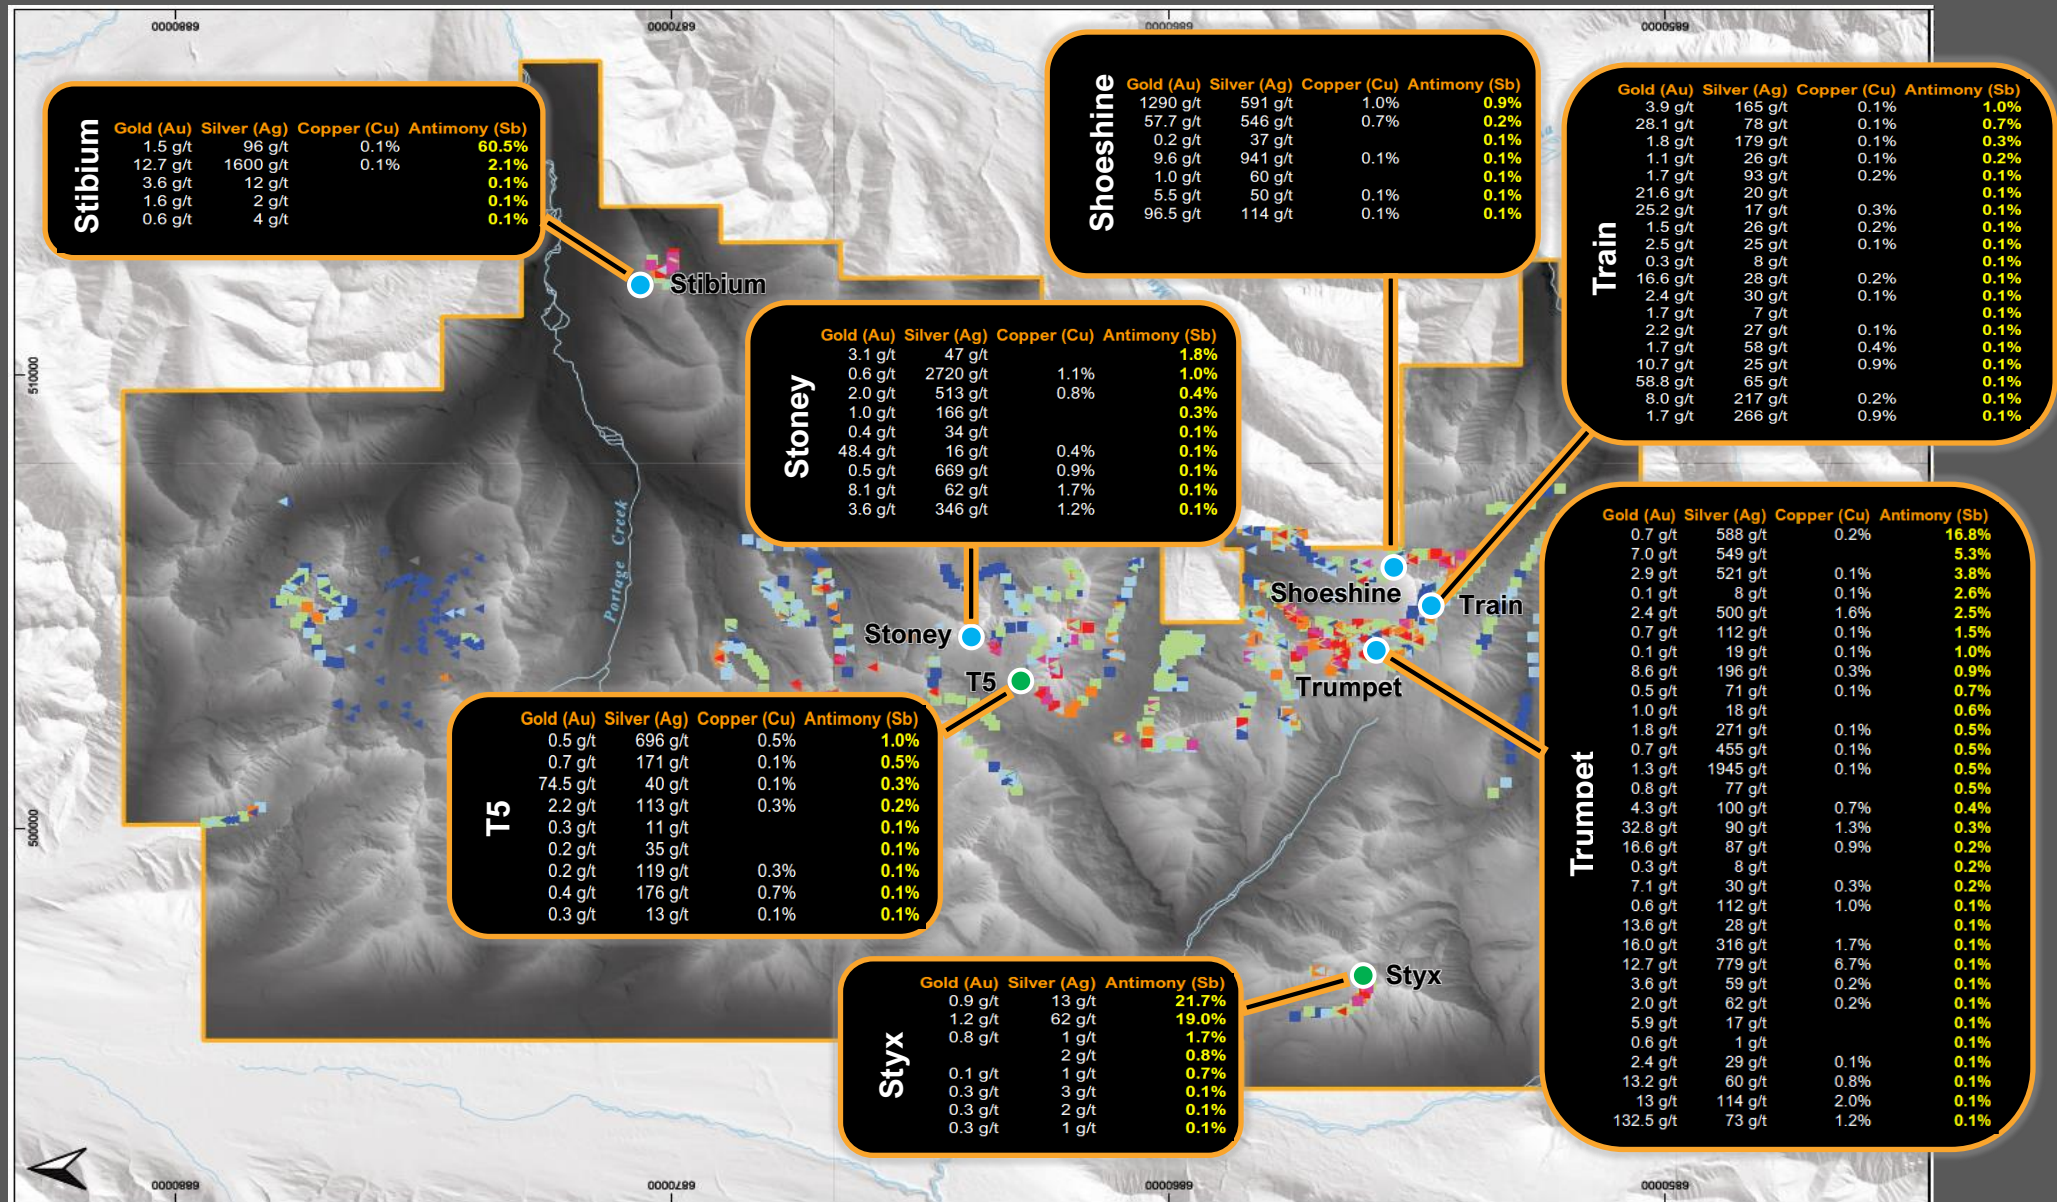 6880000
6870000
6860000
6850000
Stibium
Gold (Au) Silver (Ag) Copper (Cu) Antimony (Sb)
1.5 g/t 96 g/t 0.1% 60.5%
12.7 g/t 1600 g/t 0.1% 2.1%
3.6 g/t 12 g/t 0.1%
1.6 g/t 2 g/t 0.1%
0.6 g/t 4 g/t 0.1%
Shoeshine
Gold (Au) Silver (Ag) Copper (Cu) Antimony (Sb)
1290 g/t 591 g/t 1.0% 0.9%
57.7 g/t 546 g/t 0.7% 0.2%
0.2 g/t 37 g/t 0.1%
9.6 g/t 941 g/t 0.1% 0.1%
1.0 g/t 60 g/t 0.1%
5.5 g/t 50 g/t 0.1% 0.1%
96.5 g/t 114 g/t 0.1% 0.1%
Train
Gold (Au) Silver (Ag) Copper (Cu) Antimony (Sb)
3.9 g/t 165 g/t 0.1% 1.0%
28.1 g/t 78 g/t 0.1% 0.7%
1.8 g/t 179 g/t 0.1% 0.3%
1.1 g/t 26 g/t 0.1% 0.2%
1.7 g/t 93 g/t 0.2% 0.1%
21.6 g/t 20 g/t 0.1%
25.2 g/t 17 g/t 0.3% 0.1%
1.5 g/t 26 g/t 0.2% 0.1%
2.5 g/t 25 g/t 0.1% 0.1%
0.3 g/t 8 g/t 0.1%
16.6 g/t 28 g/t 0.2% 0.1%
2.4 g/t 30 g/t 0.1% 0.1%
1.7 g/t 7 g/t 0.1%
2.2 g/t 27 g/t 0.1% 0.1%
1.7 g/t 58 g/t 0.4% 0.1%
10.7 g/t 25 g/t 0.9% 0.1%
58.8 g/t 65 g/t 0.1%
8.0 g/t 217 g/t 0.2% 0.1%
1.7 g/t 266 g/t 0.9% 0.1%
Stibium
510000
Stoney
Gold (Au) Silver (Ag) Copper (Cu) Antimony (Sb)
3.1 g/t 47 g/t 1.8%
0.6 g/t 2720 g/t 1.1% 1.0%
2.0 g/t 513 g/t 0.8% 0.4%
1.0 g/t 166 g/t 0.3%
0.4 g/t 34 g/t 0.1%
48.4 g/t 16 g/t 0.4% 0.1%
0.5 g/t 669 g/t 0.9% 0.1%
8.1 g/t 62 g/t 1.7% 0.1%
3.6 g/t 346 g/t 1.2% 0.1%
Portage Creek
Shoeshine
Train
Stoney
T5
Trumpet
Trumpet
Gold (Au) Silver (Ag) Copper (Cu) Antimony (Sb)
0.7 g/t 588 g/t 0.2% 16.8%
7.0 g/t 549 g/t 5.3%
2.9 g/t 521 g/t 0.1% 3.8%
0.1 g/t 8 g/t 0.1% 2.6%
2.4 g/t 500 g/t 1.6% 2.5%
0.7 g/t 112 g/t 0.1% 1.5%
0.1 g/t 19 g/t 0.1% 1.0%
8.6 g/t 196 g/t 0.3% 0.9%
0.5 g/t 71 g/t 0.1% 0.7%
1.0 g/t 18 g/t 0.6%
1.8 g/t 271 g/t 0.1% 0.5%
0.7 g/t 455 g/t 0.1% 0.5%
1.3 g/t 1945 g/t 0.1% 0.5%
0.8 g/t 77 g/t 0.5%
4.3 g/t 100 g/t 0.7% 0.4%
32.8 g/t 90 g/t 1.3% 0.3%
16.6 g/t 87 g/t 0.9% 0.2%
0.3 g/t 8 g/t 0.2%
7.1 g/t 30 g/t 0.3% 0.2%
0.6 g/t 112 g/t 1.0% 0.1%
13.6 g/t 28 g/t 0.1%
16.0 g/t 316 g/t 1.7% 0.1%
12.7 g/t 779 g/t 6.7% 0.1%
3.6 g/t 59 g/t 0.2% 0.1%
2.0 g/t 62 g/t 0.2% 0.1%
5.9 g/t 17 g/t 0.1%
0.6 g/t 1 g/t 0.1%
2.4 g/t 29 g/t 0.1% 0.1%
13.2 g/t 60 g/t 0.8% 0.1%
13 g/t 114 g/t 2.0% 0.1%
132.5 g/t 73 g/t 1.2% 0.1%
T5
Gold (Au) Silver (Ag) Copper (Cu) Antimony (Sb)
0.5 g/t 696 g/t 0.5% 1.0%
0.7 g/t 171 g/t 0.1% 0.5%
74.5 g/t 40 g/t 0.1% 0.3%
2.2 g/t 113 g/t 0.3% 0.2%
0.3 g/t 11 g/t 0.1%
0.2 g/t 35 g/t 0.1%
0.2 g/t 119 g/t 0.3% 0.1%
0.4 g/t 176 g/t 0.7% 0.1%
0.3 g/t 13 g/t 0.1% 0.1%
500000
Styx
Styx
Gold (Au) Silver (Ag) Antimony (Sb)
0.9 g/t 13 g/t 21.7%
1.2 g/t 62 g/t 19.0%
0.8 g/t 1 g/t 1.7%
2 g/t 0.8%
0.1 g/t 1 g/t 0.7%
0.3 g/t 3 g/t 0.1%
0.3 g/t 2 g/t 0.1%
0.3 g/t 1 g/t 0.1%
6880000
6870000
6860000
6850000